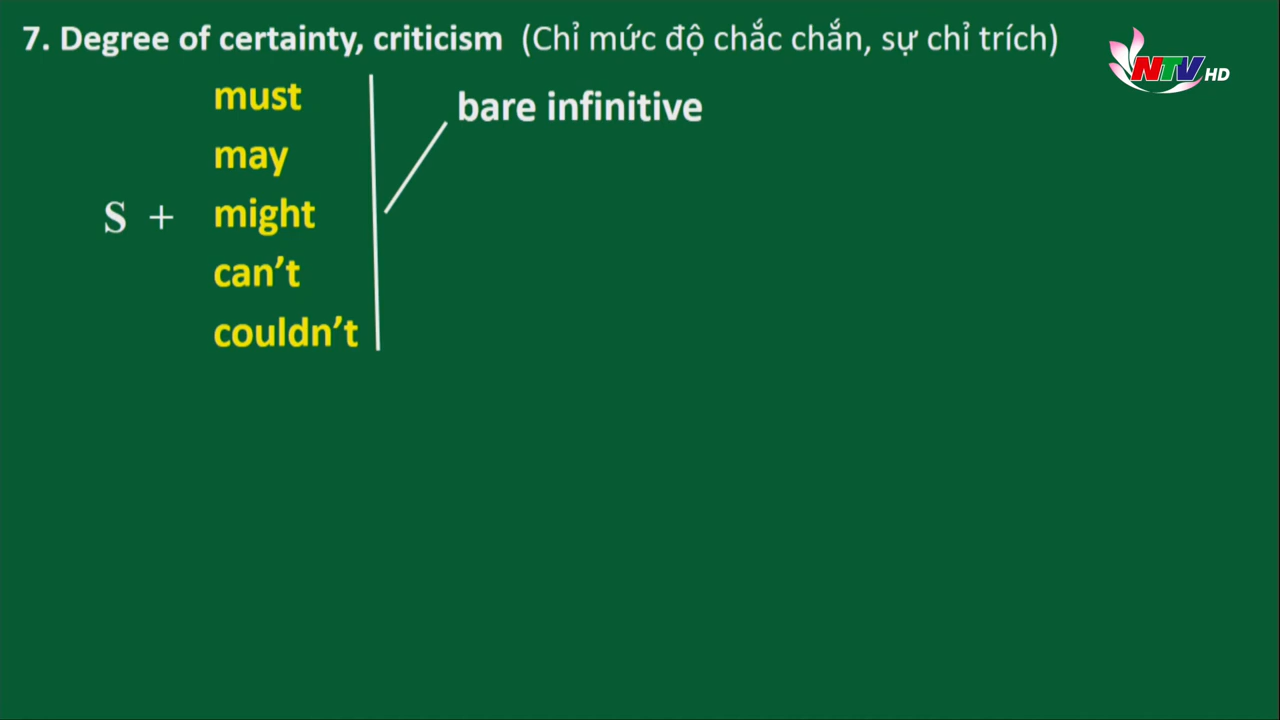 7. Degree of certainty, criticism (Chỉ mức độ chắc chắn, sự chỉ trích)
NTV HD
must
bare infinitive
may
S + might
can’t
couldn’t